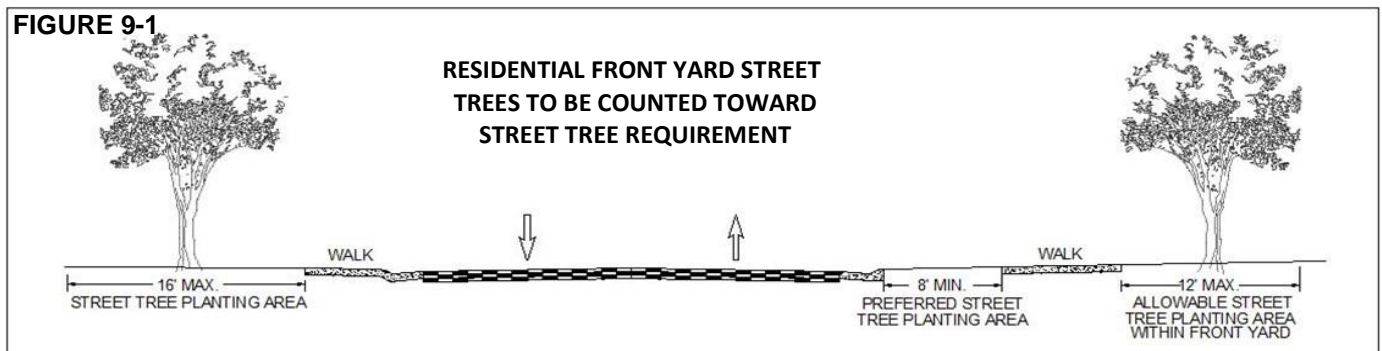 FIGURE 9-1
RESIDENTIAL FRONT YARD STREET
TREES TO BE COUNTED TOWARD
STREET TREE REQUIREMENT
WALK
16' MAX.
STREET TREE PLANTING AREA
8' MIN.
PREFERRED STREET
TREE PLANTING AREA
WALK
12' MAX.
ALLOWABLE STREET
TREE PLANTING AREA
WITHIN FRONT YARD